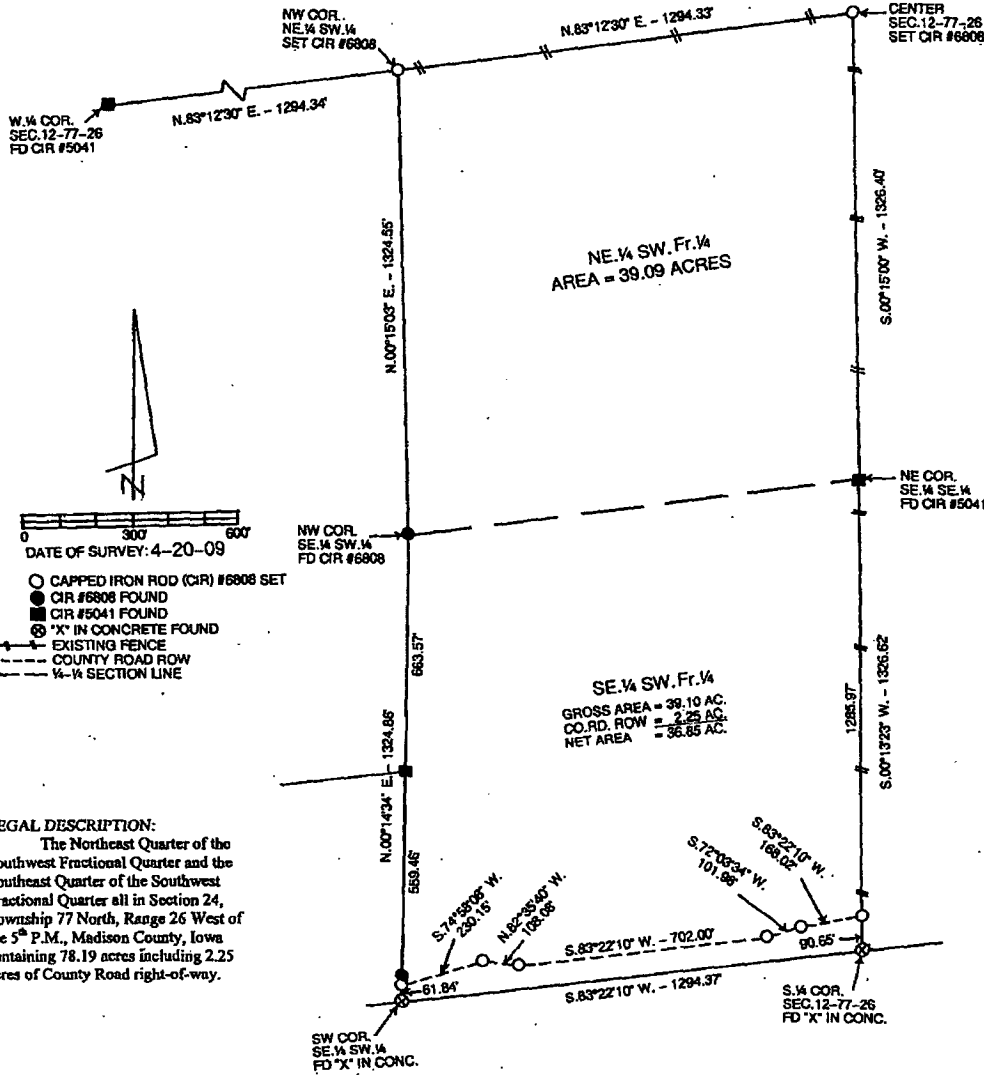 NW COR.
NE.¼ SW.¼
SET CIR #6808
N.83°12'30" E. - 1294.33'
CENTER
SEC.12-77-26
SET CIR #6808
W.¼ COR.
SEC.12-77-26
FD CIR #5041
N.83°12'30" E. - 1294.34'
N.00°15'03" E. - 1324.55'
NE.¼ SW.Fr.¼
AREA = 39.09 ACRES
S.00°15'00" W. - 1326.40'
N
0 300' 600'
DATE OF SURVEY: 4-20-09
CAPPED IRON ROD (CIR) #6808 SET
CIR #6808 FOUND
CIR #5041 FOUND
"X" IN CONCRETE FOUND
EXISTING FENCE
COUNTY ROAD ROW
¼-¼ SECTION LINE
NW COR.
SE.¼ SW.¼
FD CIR #6808
NE COR.
SE.¼ SE.¼
FD CIR #5041
663.57'
N.00°14'34" E. - 1324.86'
559.46'
SE.¼ SW.Fr.¼
GROSS AREA = 39.10 AC.
CO.RD. ROW = 2.25 AC.
NET AREA = 36.85 AC.
1285.97'
S.00°13'23" W. - 1326.62'
EGAL DESCRIPTION:
The Northeast Quarter of the
outhwest Fractional Quarter and the
outheast Quarter of the Southwest
ractional Quarter all in Section 24,
ownship 77 North, Range 26 West of
e 5th P.M., Madison County, Iowa
ntaining 78.19 acres including 2.25
cres of County Road right-of-way.
S.74°58'08" W.
230.15'
N.82°35'40" W.
108.08'
S.83°22'10" W. - 702.00'
S.72°03'34" W.
101.98'
S.83°22'10" W.
168.02'
90.65'
61.84'
S.83°22'10" W. - 1294.37'
SW COR.
SE.¼ SW.¼
FD "X" IN CONC.
S.¼ COR.
SEC.12-77-26
FD "X" IN CONC.